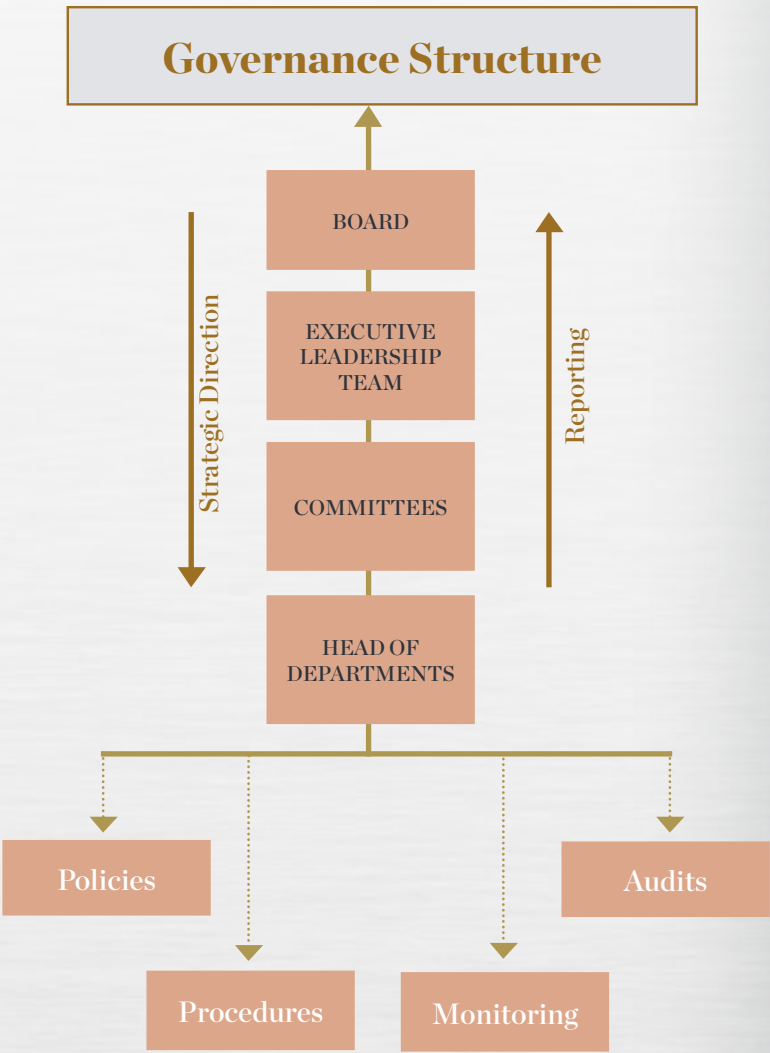 Governance Structure
BOARD
Strategic Direction
EXECUTIVE
LEADERSHIP
TEAM
Reporting
COMMITTEES
HEAD OF
DEPARTMENTS
Policies
Audits
Procedures
Monitoring